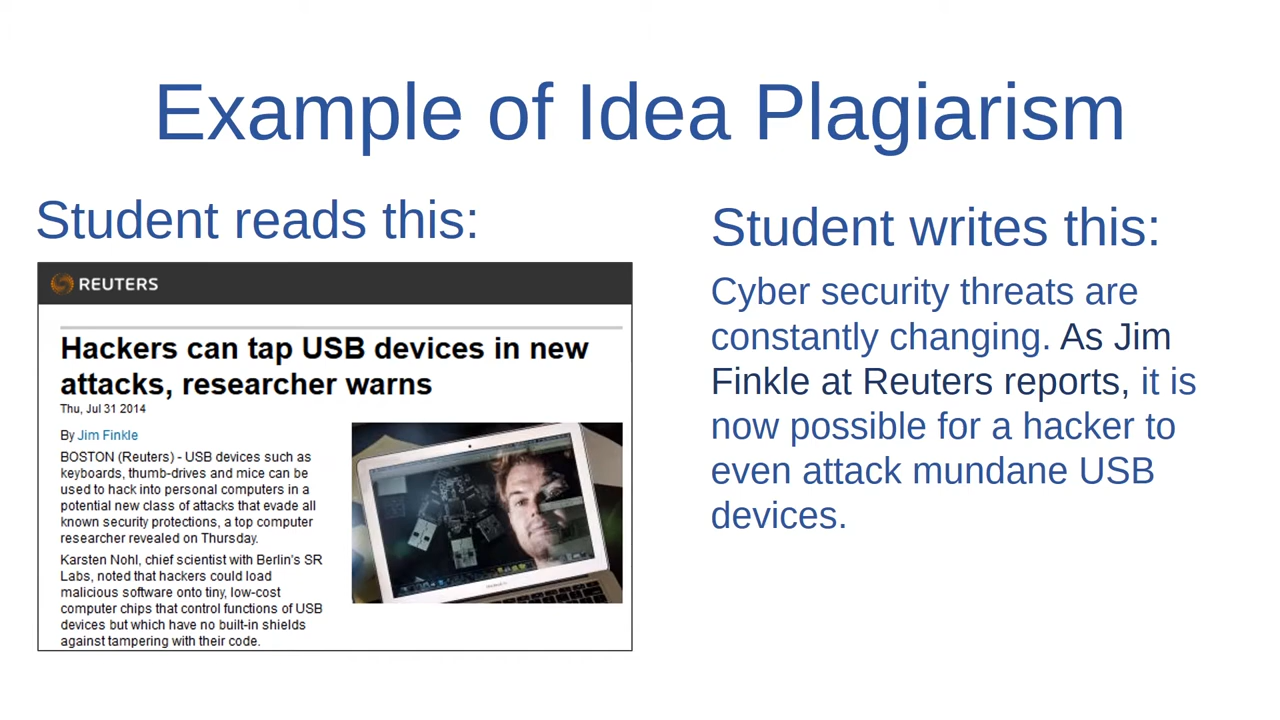 Example of Idea Plagiarism
Student reads this:
REUTERS
Hackers can tap USB devices in new
attacks, researcher warns
Thu, Jul 31 2014
By Jim Finkle
BOSTON (Reuters) - USB devices such as
keyboards, thumb-drives and mice can be
used to hack into personal computers in a
potential new class of attacks that evade all
known security protections, a top computer
researcher revealed on Thursday.
Karsten Nohl, chief scientist with Berlin's SR
Labs, noted that hackers could load
malicious software onto tiny, low-cost
computer chips that control functions of USB
devices but which have no built-in shields
against tampering with their code.
Student writes this:
Cyber security threats are
constantly changing. As Jim
Finkle at Reuters reports, it is
now possible for a hacker to
even attack mundane USB
devices.